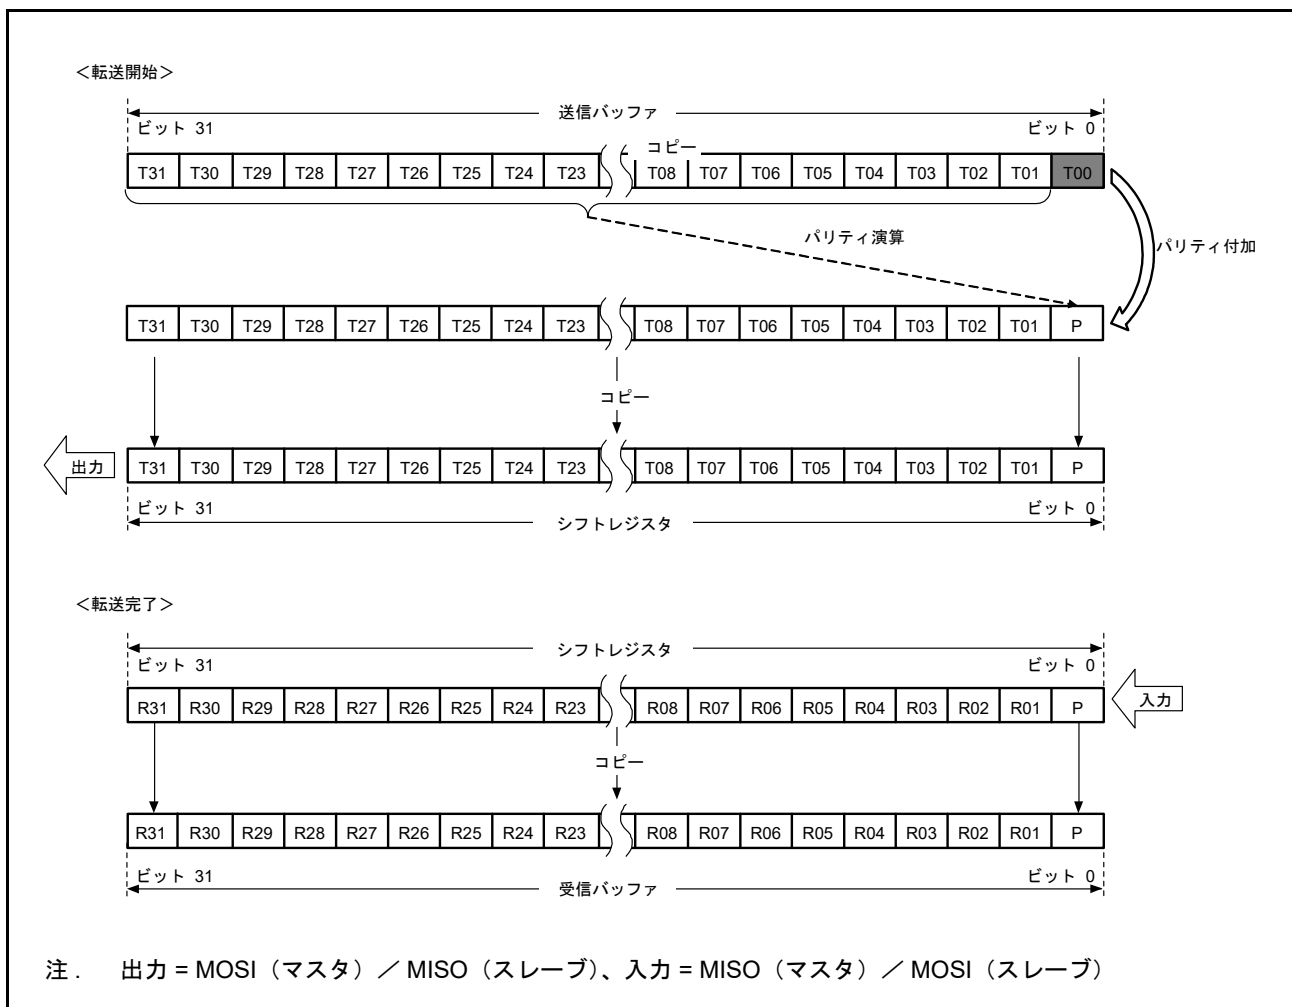 ＜転送開始＞
送信バッファ
ビット 31 ビット 0
コピー
T31 T30 T29 T28 T27 T26 T25 T24 T23 T08 T07 T06 T05 T04 T03 T02 T01 T00
パリティ演算
パリティ付加
T31 T30 T29 T28 T27 T26 T25 T24 T23 T08 T07 T06 T05 T04 T03 T02 T01 P
コピー
出力 T31 T30 T29 T28 T27 T26 T25 T24 T23 T08 T07 T06 T05 T04 T03 T02 T01 P
ビット 31 ビット 0
シフトレジスタ
＜転送完了＞
シフトレジスタ
ビット 31 ビット 0
R31 R30 R29 R28 R27 R26 R25 R24 R23 R08 R07 R06 R05 R04 R03 R02 R01 P 入力
コピー
R31 R30 R29 R28 R27 R26 R25 R24 R23 R08 R07 R06 R05 R04 R03 R02 R01 P
ビット 31 ビット 0
受信バッファ
注. 出力 = MOSI（マスタ）／ MISO（スレーブ）、入力 = MISO（マスタ）／ MOSI（スレーブ）